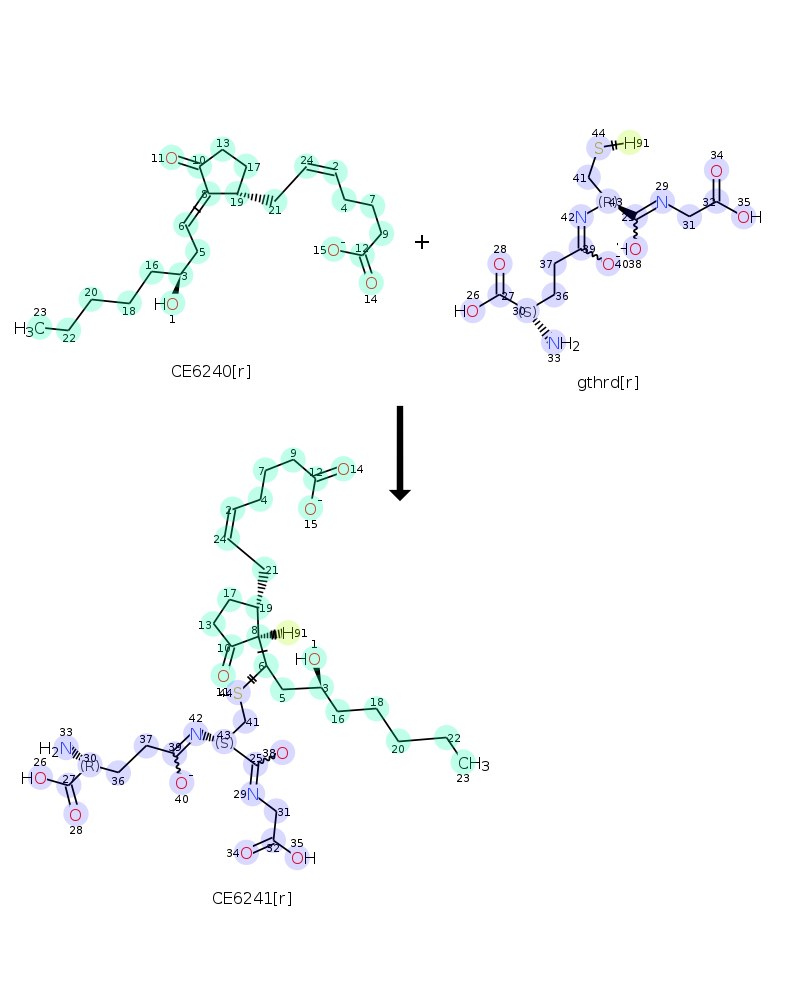 13
11 O 10
17
24
2
8
19
21
4
7
6
9
5
15 O -
12
16
3
14 O
HO
1
20
18
23
H3C
22
CE6240[r]
+
44
S H 91
41
34
O
29
(R) 43 N 32
35
OH
42 N 25
31
28
39
HO
38
O
37
O -
40
26
27
36
HO
30 (S)
NH2
33
gthrd[r]
9
7
12 O 14
4
2
O -
15
24
21
17
19
13
8 H 91
10
1
HO
6
O
11
44 S
5
3
16
18
41
42
N
43
(S)
20
22
CH3
23
33
H2N
37
39
38 O
25
26
HO
30
(R)
27
36
O -
40
29 N
28
O
31
32
34 O
35
OH
CE6241[r]